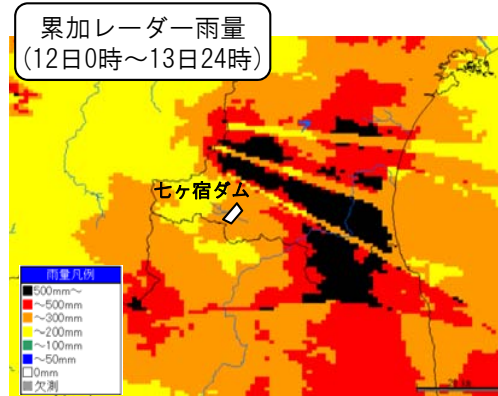 累加レーダー雨量
(12日0時～13日24時)
七ヶ宿ダム
雨量凡例
500mm～
～500mm
～300mm
～200mm
～100mm
～50mm
0mm
欠測